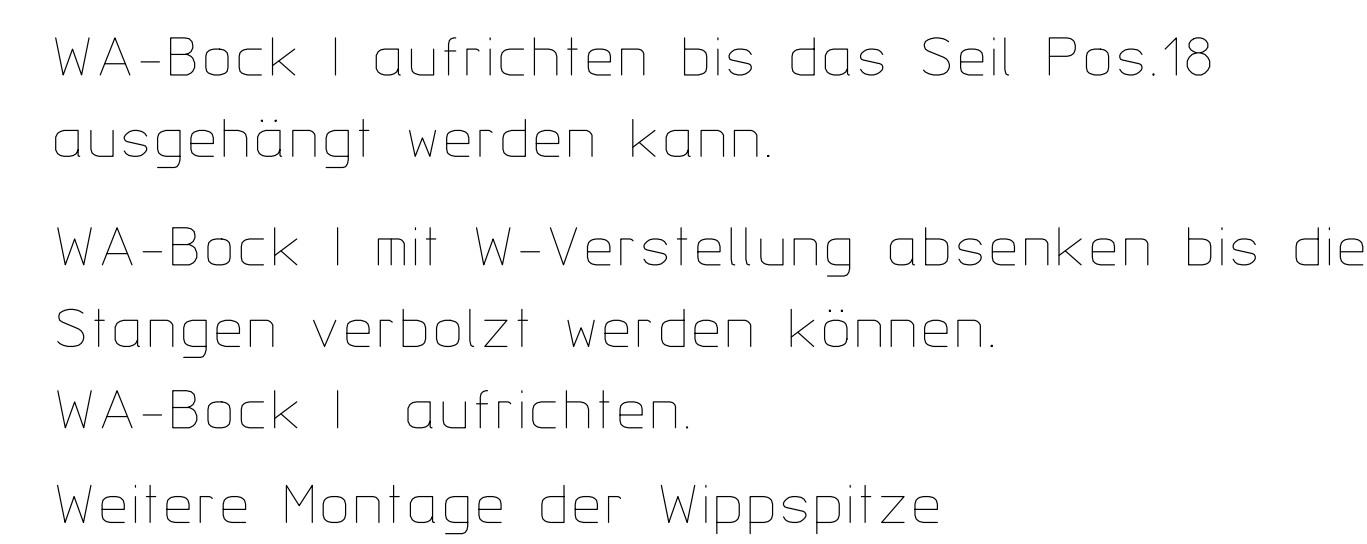 WA-Bock I aufrichten bis das Seil Pos.18
ausgehängt werden kann.
WA-Bock I mit W-Verstellung absenken bis die
Stangen verbolzt werden können.
WA-Bock I aufrichten.
Weitere Montage der Wippspitze